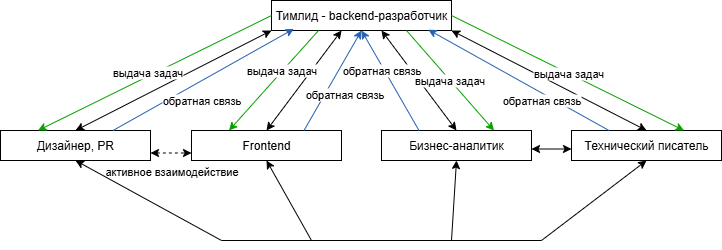 Тимлид - backend-разработчик
выдача задач
выдача задач
обратная связь
выдача задач
выдача задач
обратная связь
обратная связь
обратная связь
Дизайнер, PR
Frontend
Бизнес-аналитик
Технический писатель
активное взаимодействие